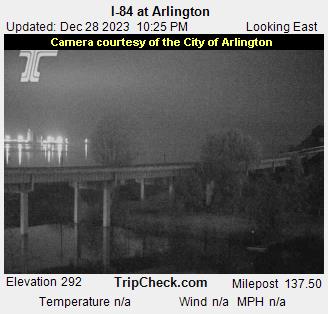 I-84 at Arlington
Updated: Dec 28 2023 10:25 PM Looking East
Camera courtesy of the City of Arlington
Elevation 292 TripCheck.com Milepost 137.50
Temperature n/a Wind n/a MPH n/a